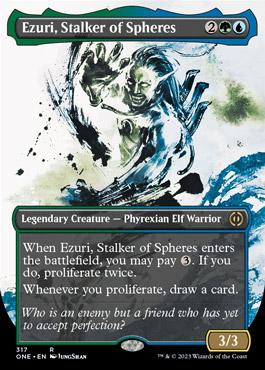 Ezuri, Stalker of Spheres 2
Legendary Creature — Phyrexian Elf Warrior
When Ezuri, Stalker of Spheres enters
the battlefield, you may pay 3. If you
do, proliferate twice.
Whenever you proliferate, draw a card.
Who is an enemy but a friend who has yet
to accept perfection?
3/3
317 R
ONE • EN JungShan
™ & © 2023 Wizards of the Coast